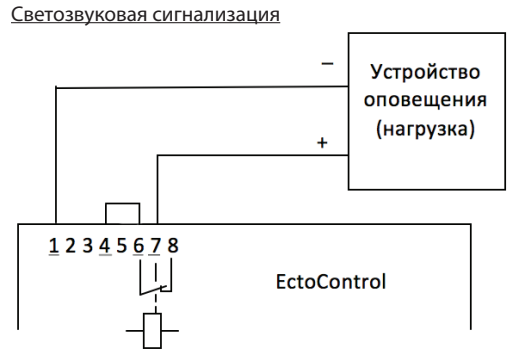 Светозвуковая сигнализация
–
Устройство
оповещения
(нагрузка)
+
1 2 3 4 5 6 7 8
EctoControl